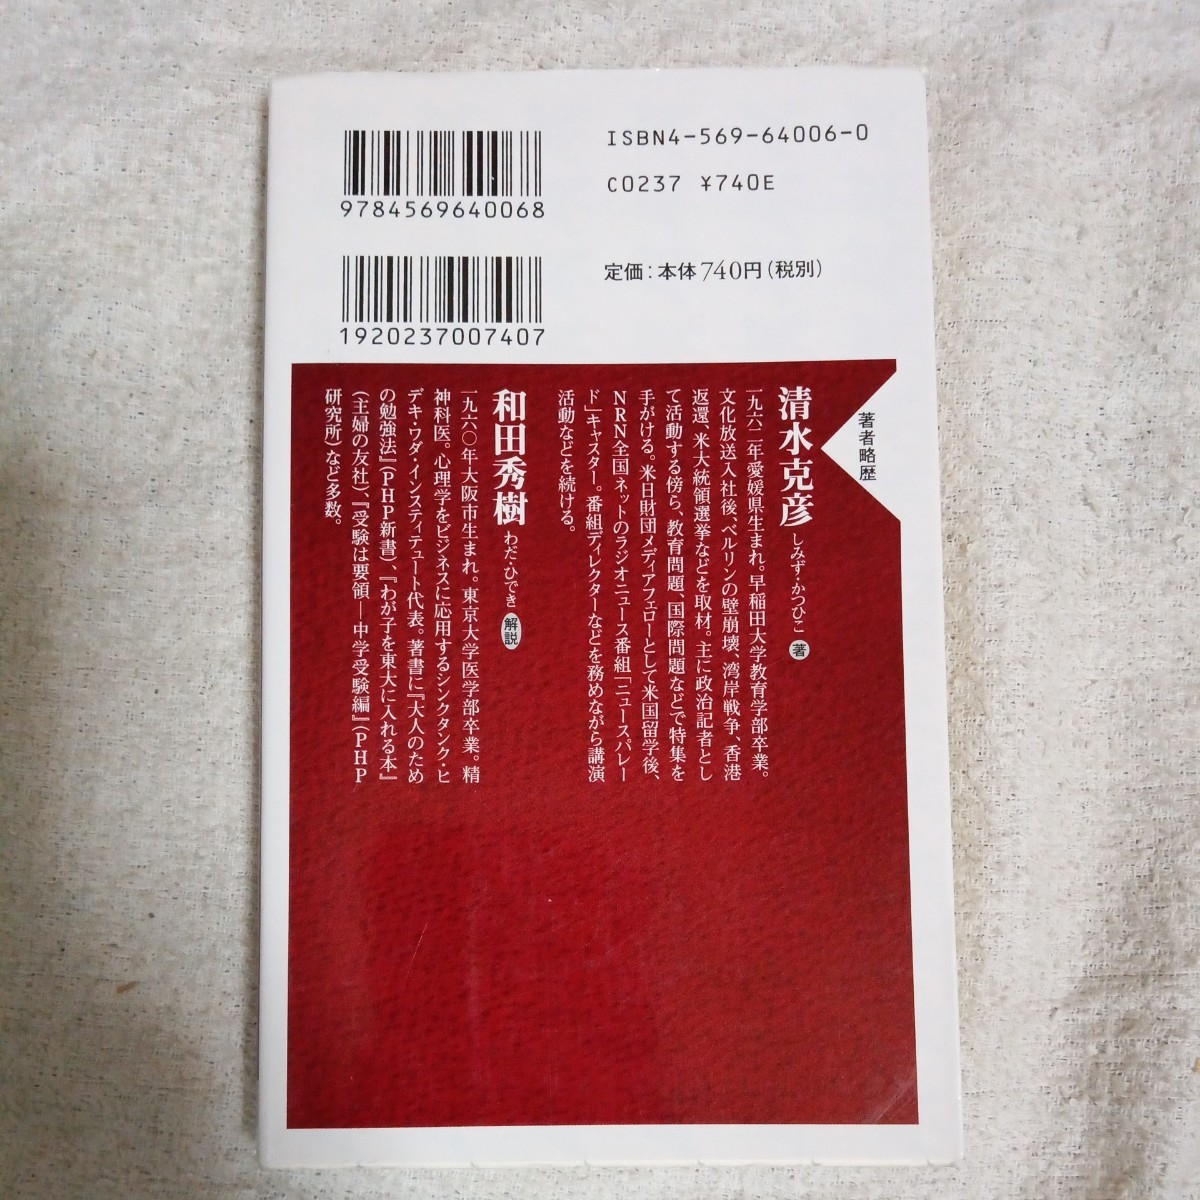 ISBN4-569-64006-0
C0237 ¥740E
9784569640068
定価：本体740円（税別）
1920237007407
著者略歴
清水克彦 しみず・かつひこ 著
一九六二年愛媛県生まれ。早稲田大学教育学部卒業。
文化放送入社後、ベルリンの壁崩壊、湾岸戦争、香港
返還、米大統領選挙などを取材。主に政治記者とし
て活動する傍ら、教育問題、国際問題などで特集を
手がける。米日財団メディアフェローとして米国留学後、
NRN全国ネットのラジオニュース番組「ニュースパレー
ド」キャスター。番組ディレクターなどを務めながら講演
活動などを続ける。
和田秀樹 わだ・ひでき 解説
一九六〇年大阪市生まれ。東京大学医学部卒業。精
神科医。心理学をビジネスに応用するシンクタンク・ヒ
デキ・ワダ・インスティテュート代表。著書に『大人のため
の勉強法』（PHP新書）、『わが子を東大に入れる本』
（主婦の友社）、『受験は要領―中学受験編』（PHP
研究所）など多数。